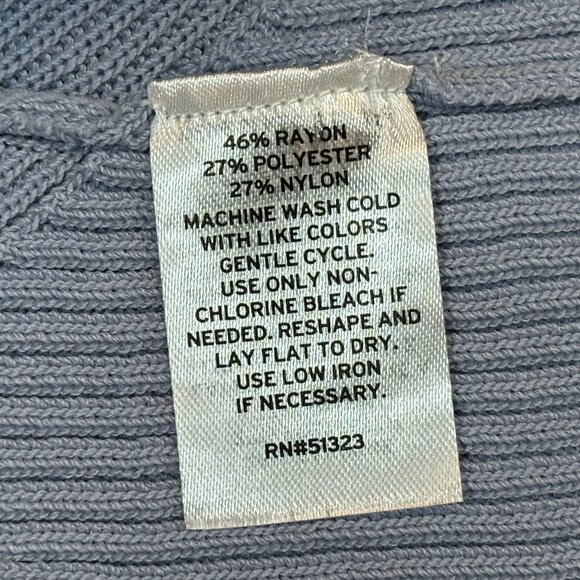 46% RAYON
27% POLYESTER
27% NYLON
MACHINE WASH COLD
WITH LIKE COLORS
GENTLE CYCLE.
USE ONLY NON-
CHLORINE BLEACH IF
NEEDED. RESHAPE AND
LAY FLAT TO DRY.
USE LOW IRON
IF NECESSARY.
RN#51323